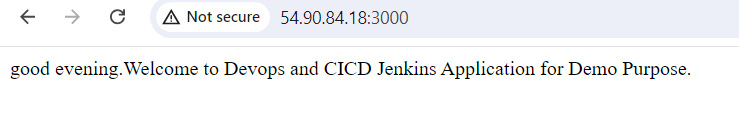 Not secure 54.90.84.18:3000
good evening.Welcome to Devops and CICD Jenkins Application for Demo Purpose.